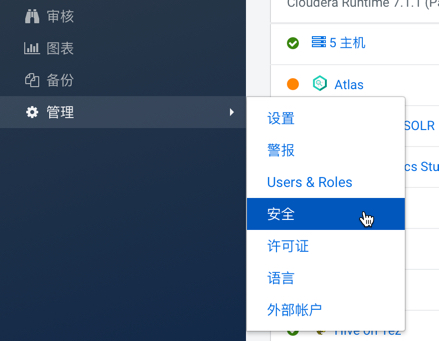 审核
图表
备份
管理
Cloudera Runtime 7.1.1 (Pa
5 主机
Atlas
SOLR
cs Stu
设置
警报
Users & Roles
安全
许可证
语言
外部帐户
Hive on Tez